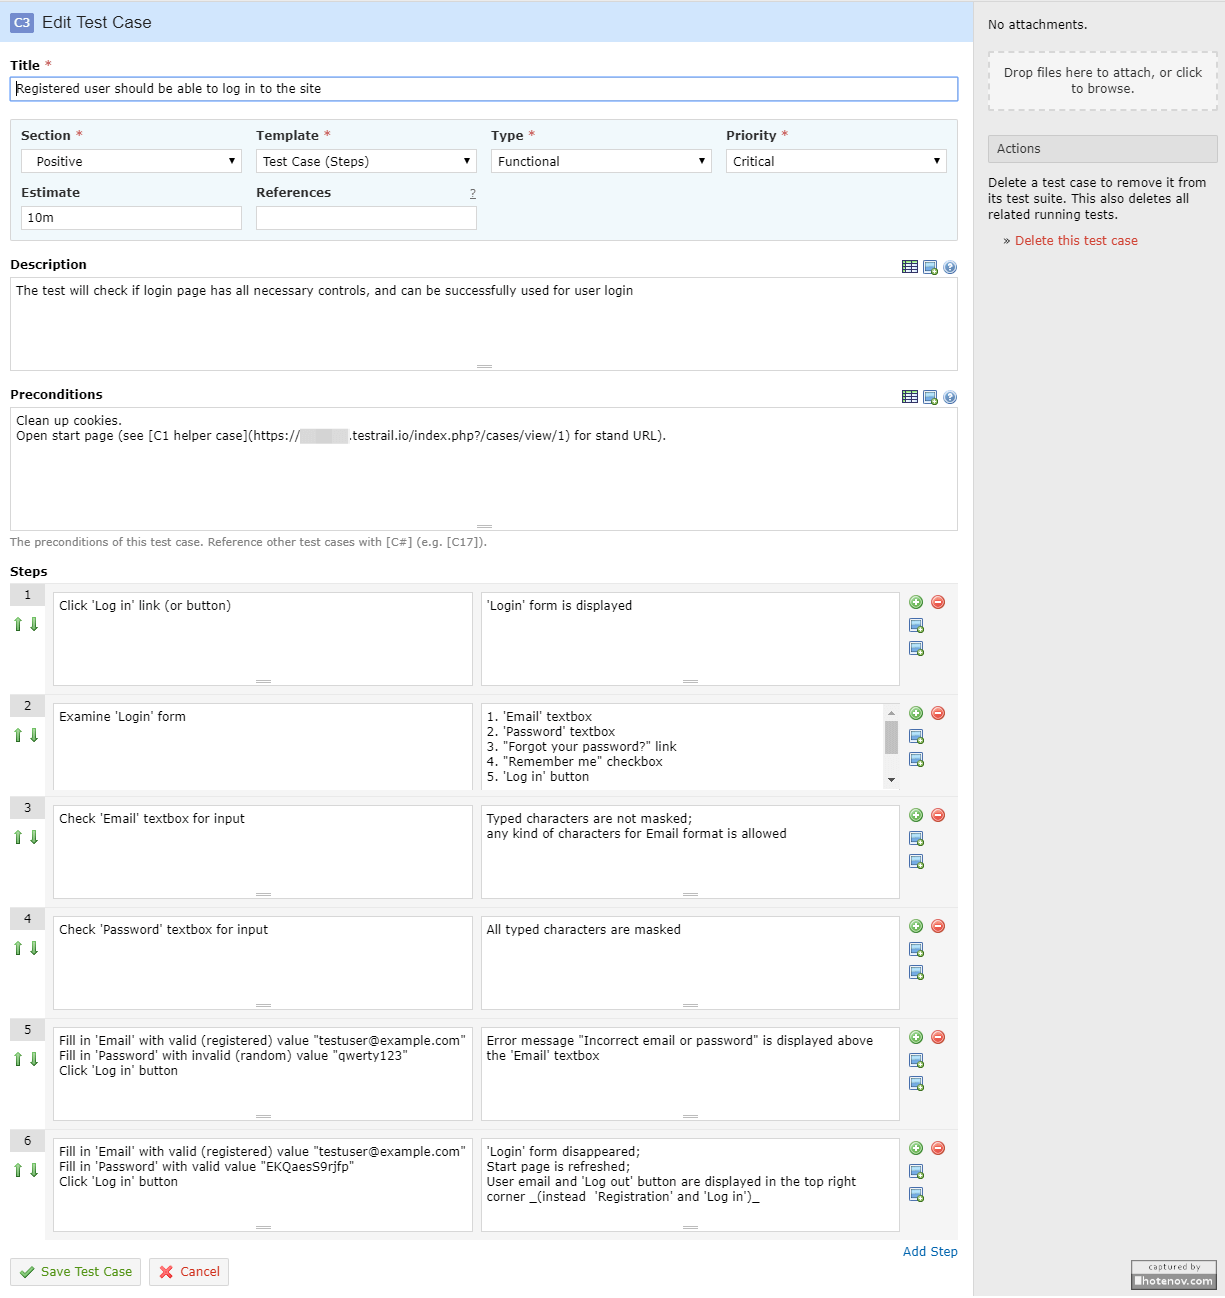 C3 Edit Test Case
Title *
Registered user should be able to log in to the site
Section * Template * Type * Priority *
Positive Test Case (Steps) Functional Critical
Estimate References ?
10m
Description
The test will check if login page has all necessary controls, and can be successfully used for user login
Preconditions
Clean up cookies.
Open start page (see [C1 helper case](https:// .testrail.io/index.php?/cases/view/1) for stand URL).
The preconditions of this test case. Reference other test cases with [C#] (e.g. [C17]).
Steps
1
Click 'Log in' link (or button)
'Login' form is displayed
2
Examine 'Login' form
1. 'Email' textbox
2. 'Password' textbox
3. "Forgot your password?" link
4. "Remember me" checkbox
5. 'Log in' button
3
Check 'Email' textbox for input
Typed characters are not masked;
any kind of characters for Email format is allowed
4
Check 'Password' textbox for input
All typed characters are masked
5
Fill in 'Email' with valid (registered) value "testuser@example.com"
Fill in 'Password' with invalid (random) value "qwerty123"
Click 'Log in' button
Error message "Incorrect email or password" is displayed above
the 'Email' textbox
6
Fill in 'Email' with valid (registered) value "testuser@example.com"
Fill in 'Password' with valid value "EKQaesS9rjfp"
Click 'Log in' button
'Login' form disappeared;
Start page is refreshed;
User email and 'Log out' button are displayed in the top right
corner _(instead  'Registration' and 'Log in')_
Add Step
Save Test Case Cancel
No attachments.
Drop files here to attach, or click
to browse.
Actions
Delete a test case to remove it from
its test suite. This also deletes all
related running tests.
» Delete this test case
captured by
hotenov.com